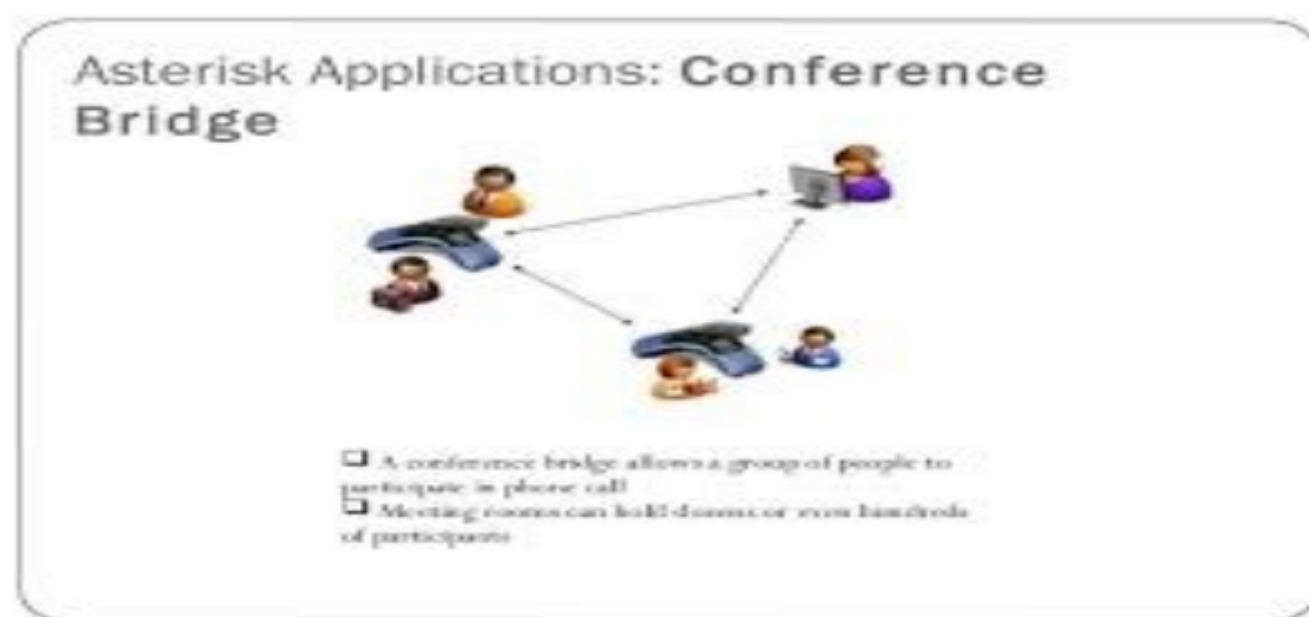 Asterisk Applications: Conference
Bridge
A conference bridge allows a group of people to
participate in phone call
Meeting rooms can hold dozens or even hundreds
of participants